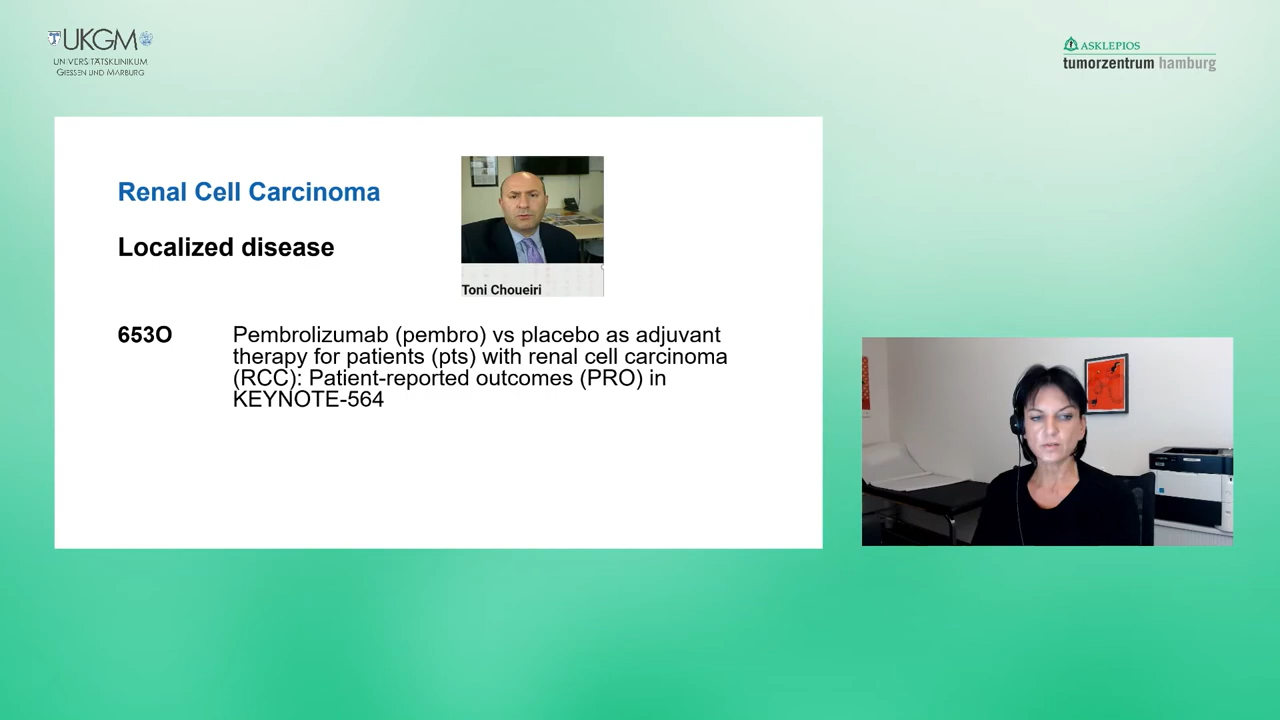 UKGM
UNIVERSITÄTSKLINIKUM
GIESSEN UND MARBURG
ASKLEPIOS
tumorzentrum hamburg
Renal Cell Carcinoma
Localized disease
Toni Choueiri
653O
Pembrolizumab (pembro) vs placebo as adjuvant
therapy for patients (pts) with renal cell carcinoma
(RCC): Patient-reported outcomes (PRO) in
KEYNOTE-564